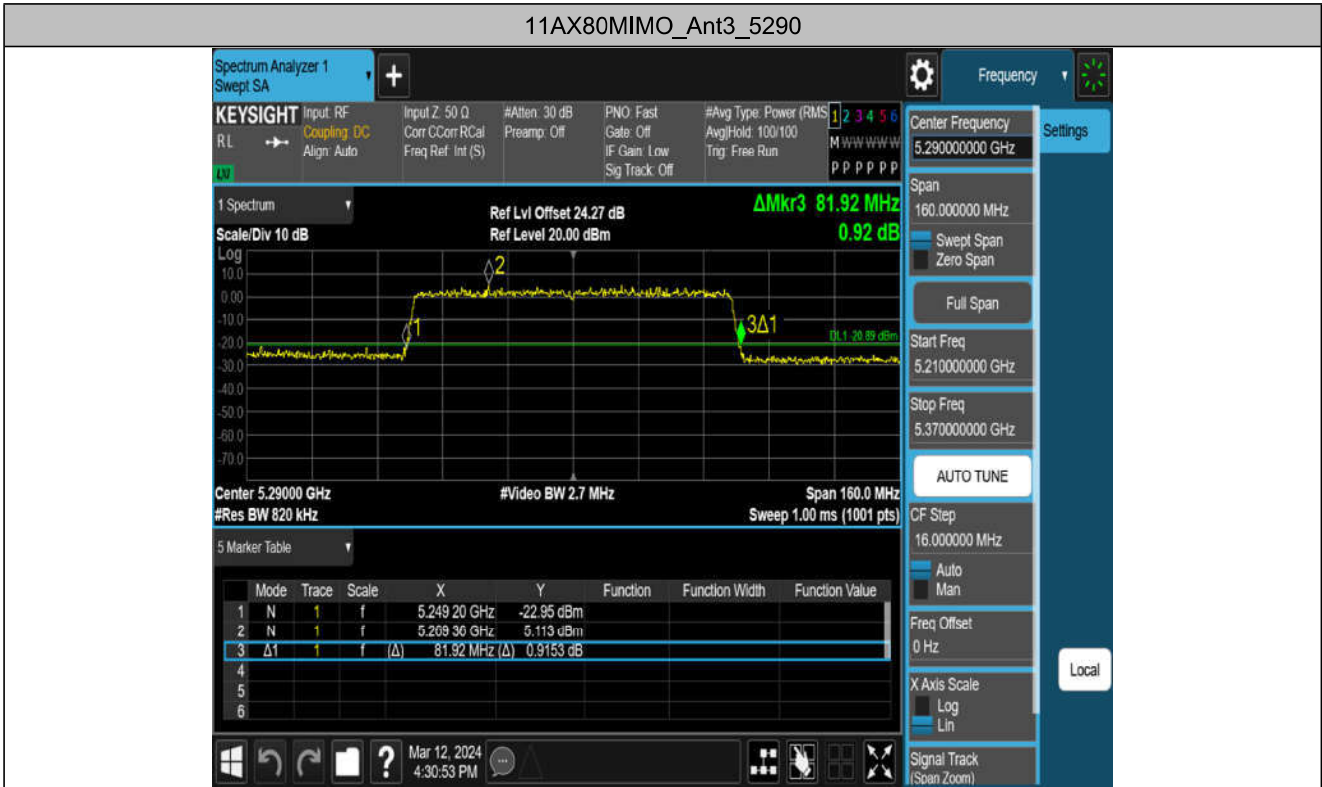 11AX80MIMO_Ant3_5290
Spectrum Analyzer 1
Swept SA
+
Frequency
KEYSIGHT
Input: RF
Coupling: DC
Align: Auto
Input Z: 50 Ω
Corr CCorr RCal
Freq Ref: Int (S)
#Atten: 30 dB
Preamp: Off
PNO: Fast
Gate: Off
IF Gain: Low
Sig Track: Off
#Avg Type: Power (RMS
Avg|Hold: 100/100
Trig: Free Run
1 2 3 4 5 6
M W W W W W
P P P P P P
RL
Center Frequency
5.290000000 GHz
Settings
1 Spectrum
Ref Lvl Offset 24.27 dB
ΔMkr3 81.92 MHz
Scale/Div 10 dB
Ref Level 20.00 dBm
0.92 dB
Log
10.0
0.00
-10.0
-20.0
-30.0
-40.0
-50.0
-60.0
-70.0
2
1
3Δ1
DL1 -20.89 dBm
Center 5.29000 GHz
#Video BW 2.7 MHz
Span 160.0 MHz
#Res BW 820 kHz
Sweep 1.00 ms (1001 pts)
Span
160.000000 MHz
Swept Span
Zero Span
Full Span
Start Freq
5.210000000 GHz
Stop Freq
5.370000000 GHz
AUTO TUNE
CF Step
16.000000 MHz
Auto
Man
Freq Offset
0 Hz
X Axis Scale
Log
Lin
Signal Track
(Span Zoom)
Local
5 Marker Table
Mode Trace Scale X Y Function Function Width Function Value
1 N 1 f 5.249 20 GHz -22.95 dBm
2 N 1 f 5.269 36 GHz 5.113 dBm
3 Δ1 1 f (Δ) 81.92 MHz (Δ) 0.9153 dB
4
5
6
?
Mar 12, 2024
4:30:53 PM